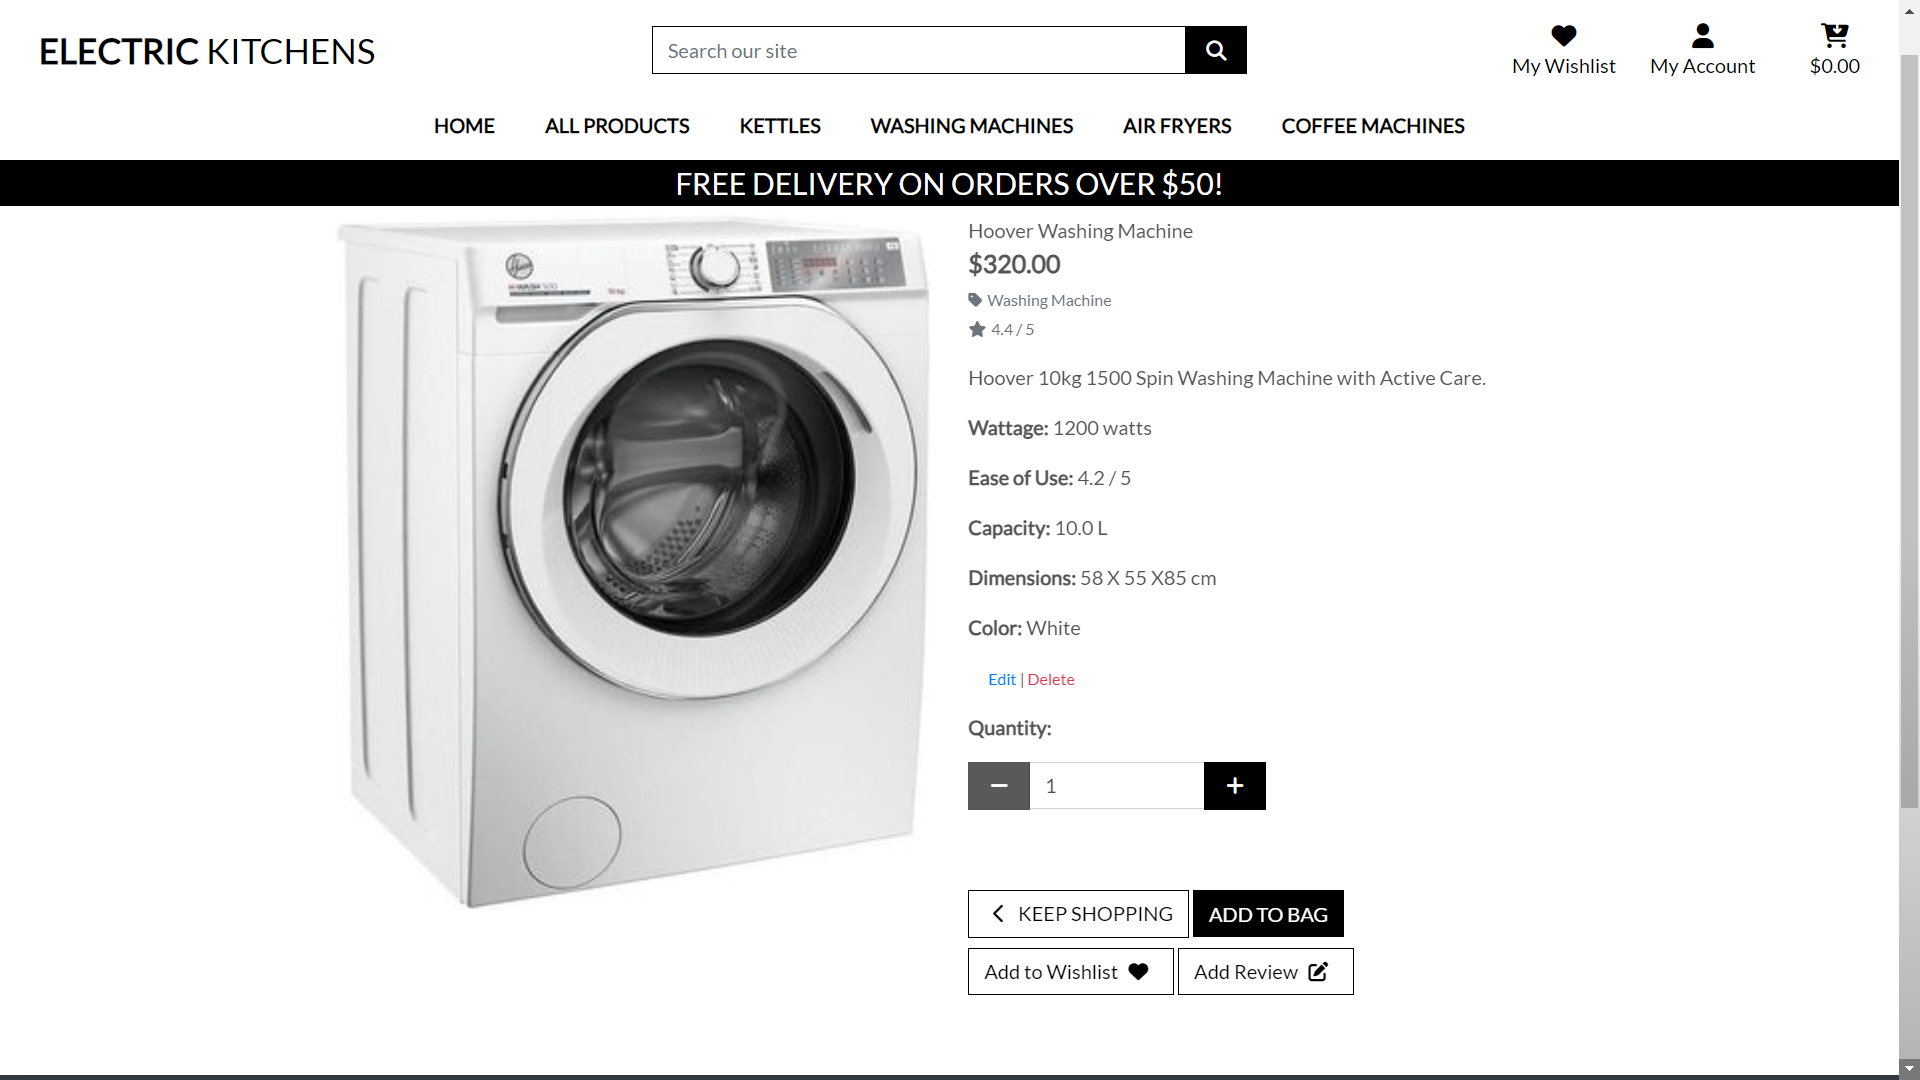 ELECTRIC KITCHENS
Search our site
My Wishlist
My Account
$0.00
HOME
ALL PRODUCTS
KETTLES
WASHING MACHINES
AIR FRYERS
COFFEE MACHINES
FREE DELIVERY ON ORDERS OVER $50!
Hoover
H-WASH 500
10kg
Hoover Washing Machine
$320.00
Washing Machine
4.4 / 5
Hoover 10kg 1500 Spin Washing Machine with Active Care.
Wattage: 1200 watts
Ease of Use: 4.2 / 5
Capacity: 10.0 L
Dimensions: 58 X 55 X85 cm
Color: White
Edit | Delete
Quantity:
1
KEEP SHOPPING
ADD TO BAG
Add to Wishlist
Add Review